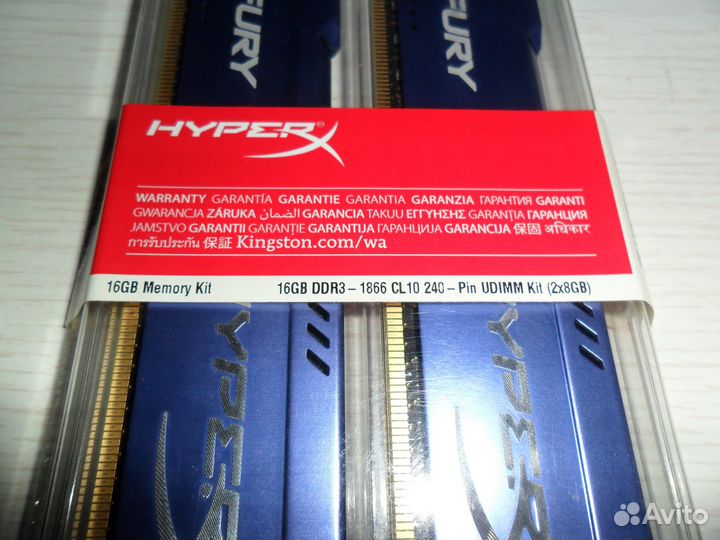 FURY FURY
HYPERX®
WARRANTY GARANTÍA GARANTIE GARANTIA GARANZIA ГАРАНТИЯ GARANTI
GWARANCJA ZÁRUKA الضمان GARANCIA TAKUU ΕΓΓΥΗΣΗΣ GARANŢIA ГАРАНЦИЯ
JAMSTVO GARANTII GARANŢIE GARANTIJA ГАРАНЦИЈА GARANCIJA 保固 अधिकार
การรับประกัน 保証 Kingston.com/wa
16GB Memory Kit 16GB DDR3– 1866 CL10 240 – Pin UDIMM Kit (2x8GB)
HYPERX HYPERX
Avito